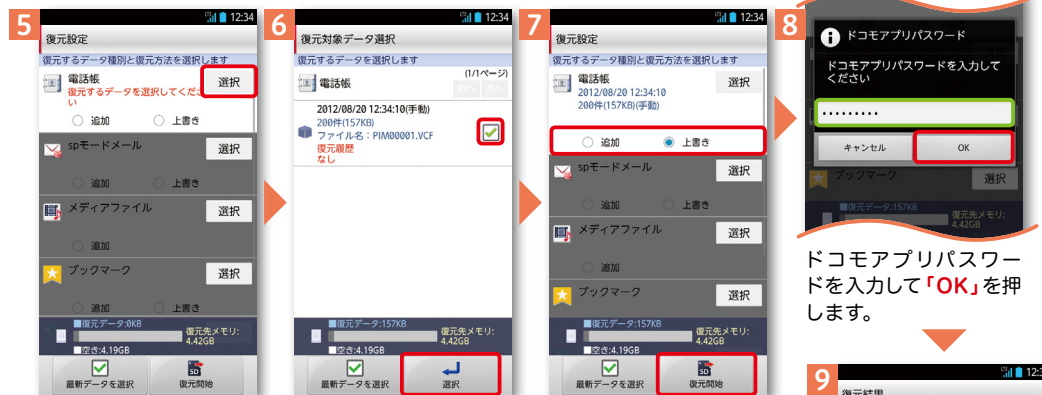 5
12:34
復元設定
復元するデータ種別と復元方法を選択します
電話帳
復元するデータを選択してくださ
い
選択
追加
上書き
spモードメール
選択
追加
上書き
メディアファイル
選択
追加
ブックマーク
選択
追加
上書き
■復元データ:0KB
復元先メモリ:
4.42GB
■空き:4.19GB
最新データを選択
復元開始
6
12:34
復元対象データ選択
復元するデータを選択します
電話帳
(1/1ページ)
前へ 次へ
2012/08/20 12:34:10(手動)
200件(157KB)
ファイル名：PIM00001.VCF
復元履歴
なし
■復元データ:157KB
復元先メモリ:
4.42GB
■空き:4.19GB
最新データを選択
選択
7
12:34
復元設定
復元するデータ種別と復元方法を選択します
電話帳
2012/08/20 12:34:10
200件(157KB)(手動)
選択
追加
上書き
spモードメール
選択
追加
上書き
メディアファイル
選択
追加
ブックマーク
選択
■復元データ:157KB
復元先メモリ:
4.42GB
■空き:4.19GB
最新データを選択
SD
復元開始
8
ドコモアプリパスワード
ドコモアプリパスワードを入力して
ください
•••••••••
キャンセル
OK
ブックマーク
選択
■復元データ:157KB
復元先メモリ:
4.42GB
ドコモアプリパスワー
ドを入力して「OK」を押
します。
9
復元結果